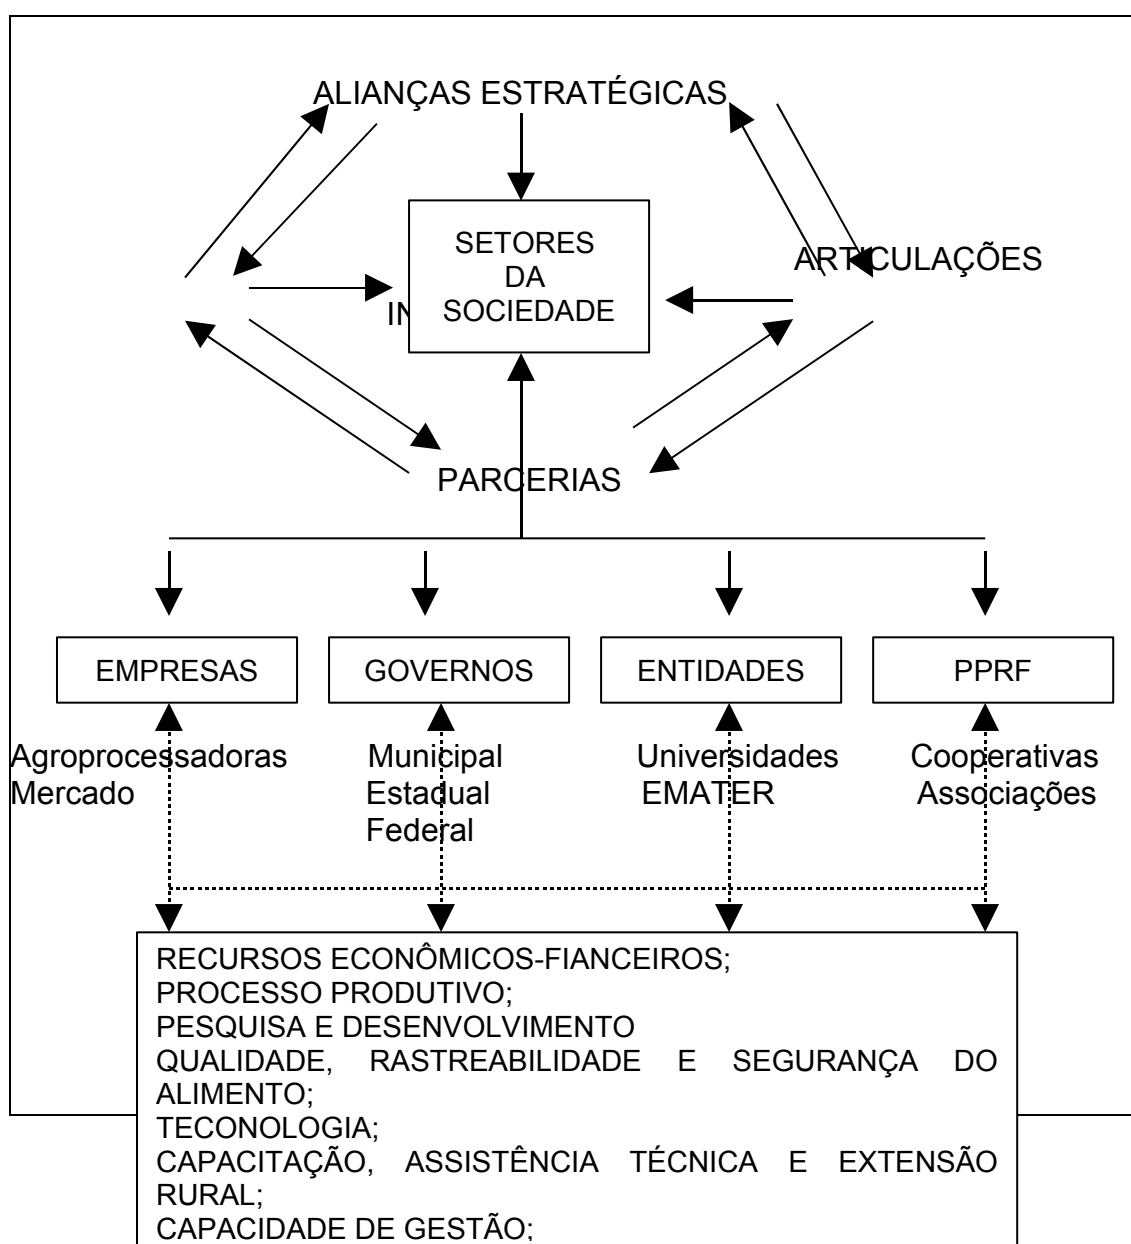 ALIANÇAS ESTRATÉGICAS
SETORES
DA
SOCIEDADE
ARTICULAÇÕES
PARCERIAS
EMPRESAS
GOVERNOS
ENTIDADES
PPRF
Agroprocessadoras
Mercado
Municipal
Estadual
Federal
Universidades
EMATER
Cooperativas
Associações
RECURSOS ECONÔMICOS-FIANCEIROS;
PROCESSO PRODUTIVO;
PESQUISA E DESENVOLVIMENTO
QUALIDADE, RASTREABILIDADE E SEGURANÇA DO
ALIMENTO;
TECONOLOGIA;
CAPACITAÇÃO, ASSISTÊNCIA TÉCNICA E EXTENSÃO
RURAL;
CAPACIDADE DE GESTÃO;